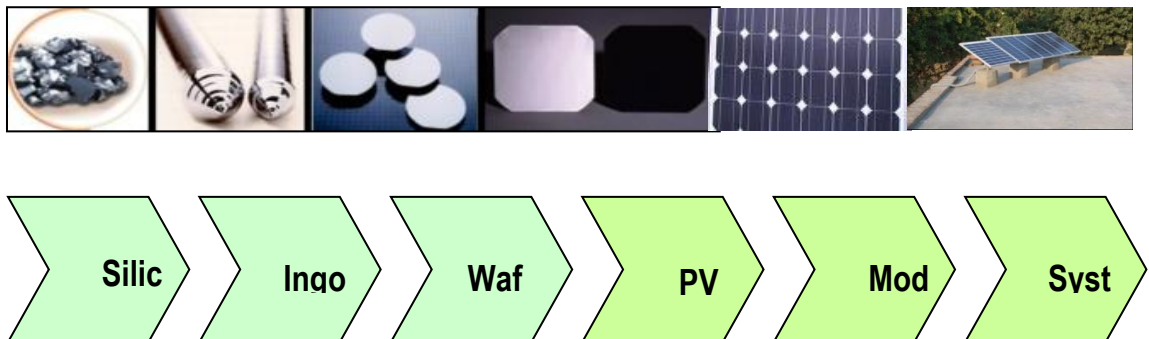 Silic
Ingo
Waf
PV
Mod
Syst